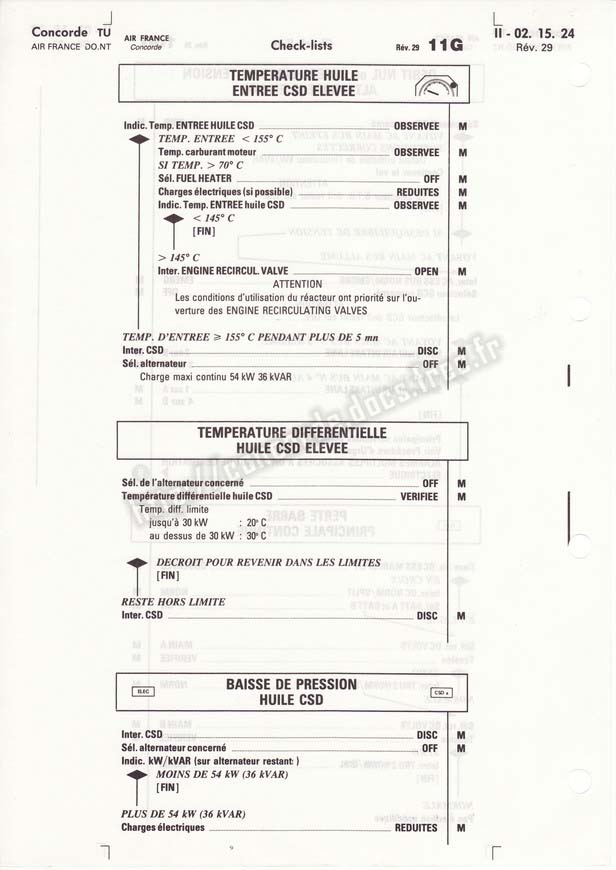 Concorde TU
AIR FRANCE DO.NT
AIR FRANCE
Concorde
Check-lists
Rév. 29 11G
II - 02. 15. 24
Rév. 29
TEMPERATURE HUILE
ENTREE CSD ELEVEE
Indic. Temp. ENTREE HUILE CSD OBSERVEE M
TEMP. ENTREE < 155° C
Temp. carburant moteur OBSERVEE M
SI TEMP. > 70° C
Sél. FUEL HEATER OFF M
Charges électriques (si possible) REDUITES M
Indic. Temp. ENTREE huile CSD OBSERVEE M
< 145° C
[FIN]
> 145° C
Inter. ENGINE RECIRCUL. VALVE OPEN M
ATTENTION
Les conditions d'utilisation du réacteur ont priorité sur l'ou-
verture des ENGINE RECIRCULATING VALVES
TEMP. D'ENTREE ⩾ 155° C PENDANT PLUS DE 5 mn
Inter. CSD DISC M
Sél. alternateur OFF M
Charge maxi continu 54 kW 36 kVAR
TEMPERATURE DIFFERENTIELLE
HUILE CSD ELEVEE
Sél. de l'alternateur concerné OFF M
Température différentielle huile CSD VERIFIEE M
Temp. diff. limite
jusqu'à 30 kW : 20° C
au dessus de 30 kW : 30° C
DECROIT POUR REVENIR DANS LES LIMITES
[FIN]
RESTE HORS LIMITE
Inter. CSD DISC M
ELEC
BAISSE DE PRESSION
HUILE CSD
CSD
Inter. CSD DISC M
Sél. alternateur concerné OFF M
Indic. kW/kVAR (sur alternateur restant)
MOINS DE 54 kW (36 kVAR)
[FIN]
PLUS DE 54 kW (36 kVAR)
Charges électriques REDUITES M